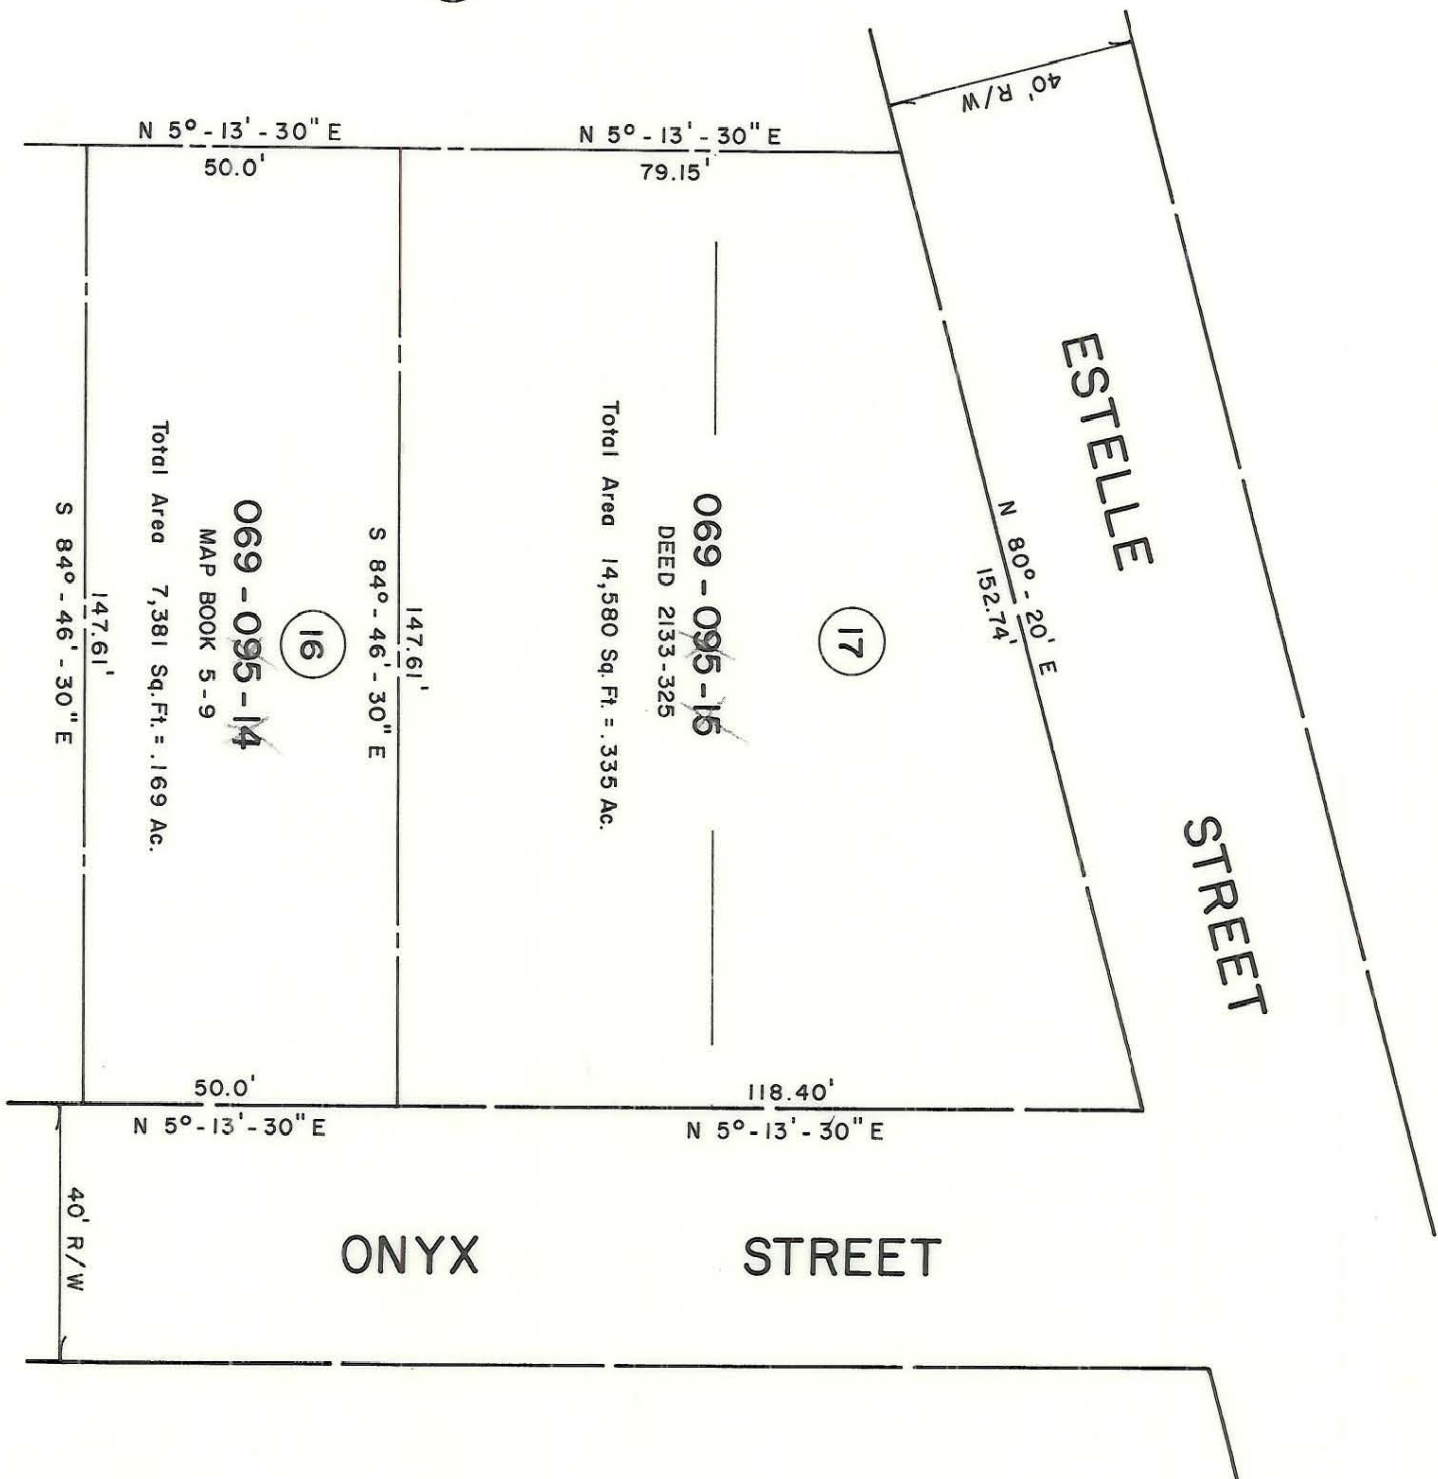 40' R/W
N 5° - 13' - 30" E
50.0'
N 5° - 13' - 30" E
79.15'
ESTELLE STREET
N 80° - 20' E
152.74'
17
069 - 095 - 15
DEED 2133-325
Total Area 14,580 Sq. Ft. = .335 Ac.
147.61'
S 84° - 46' - 30" E
16
069 - 095 - 14
MAP BOOK 5 - 9
Total Area 7,381 Sq. Ft. = .169 Ac.
147.61'
S 84° - 46' - 30" E
50.0'
N 5° - 13' - 30" E
118.40'
N 5° - 13' - 30" E
40' R/W
ONYX STREET